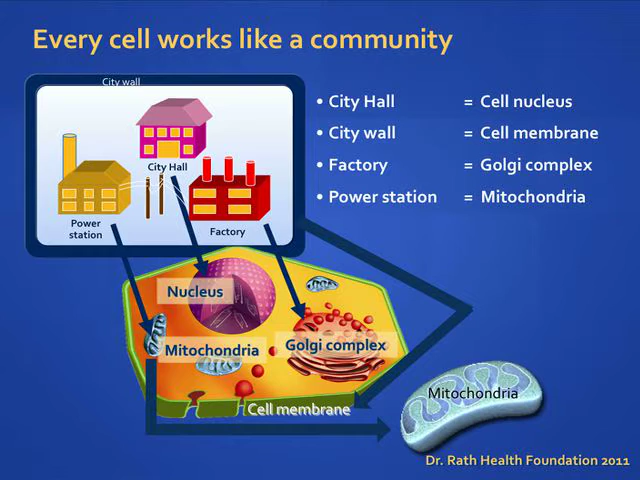 Every cell works like a community
City wall
City Hall
Power
station
Factory
• City Hall = Cell nucleus
• City wall = Cell membrane
• Factory = Golgi complex
• Power station = Mitochondria
Nucleus
Mitochondria
Golgi complex
Cell membrane
Mitochondria
Dr. Rath Health Foundation 2011